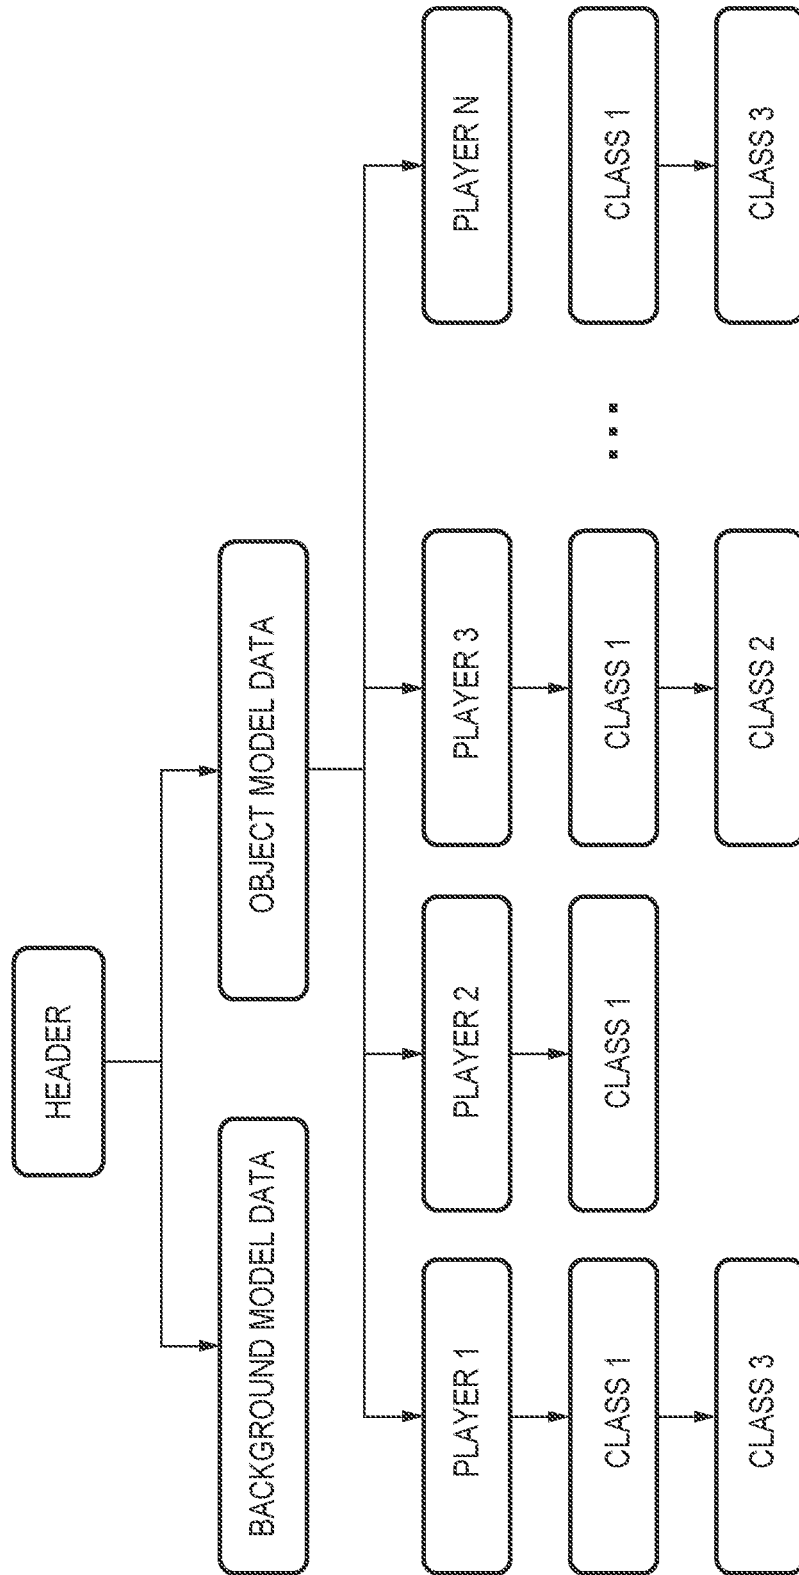 HEADER
BACKGROUND MODEL DATA
OBJECT MODEL DATA
PLAYER 1
PLAYER 2
PLAYER 3
PLAYER N
CLASS 1
CLASS 1
CLASS 1
...
CLASS 1
CLASS 3
CLASS 2
CLASS 3